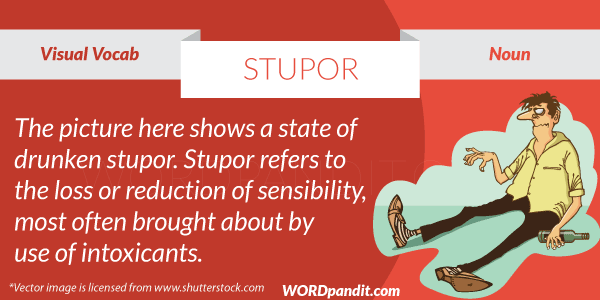 Visual Vocab
STUPOR
Noun
The picture here shows a state of
drunken stupor. Stupor refers to
the loss or reduction of sensibility,
most often brought about by
use of intoxicants.
*Vector image is licensed from www.shutterstock.com
WORDpandit.com